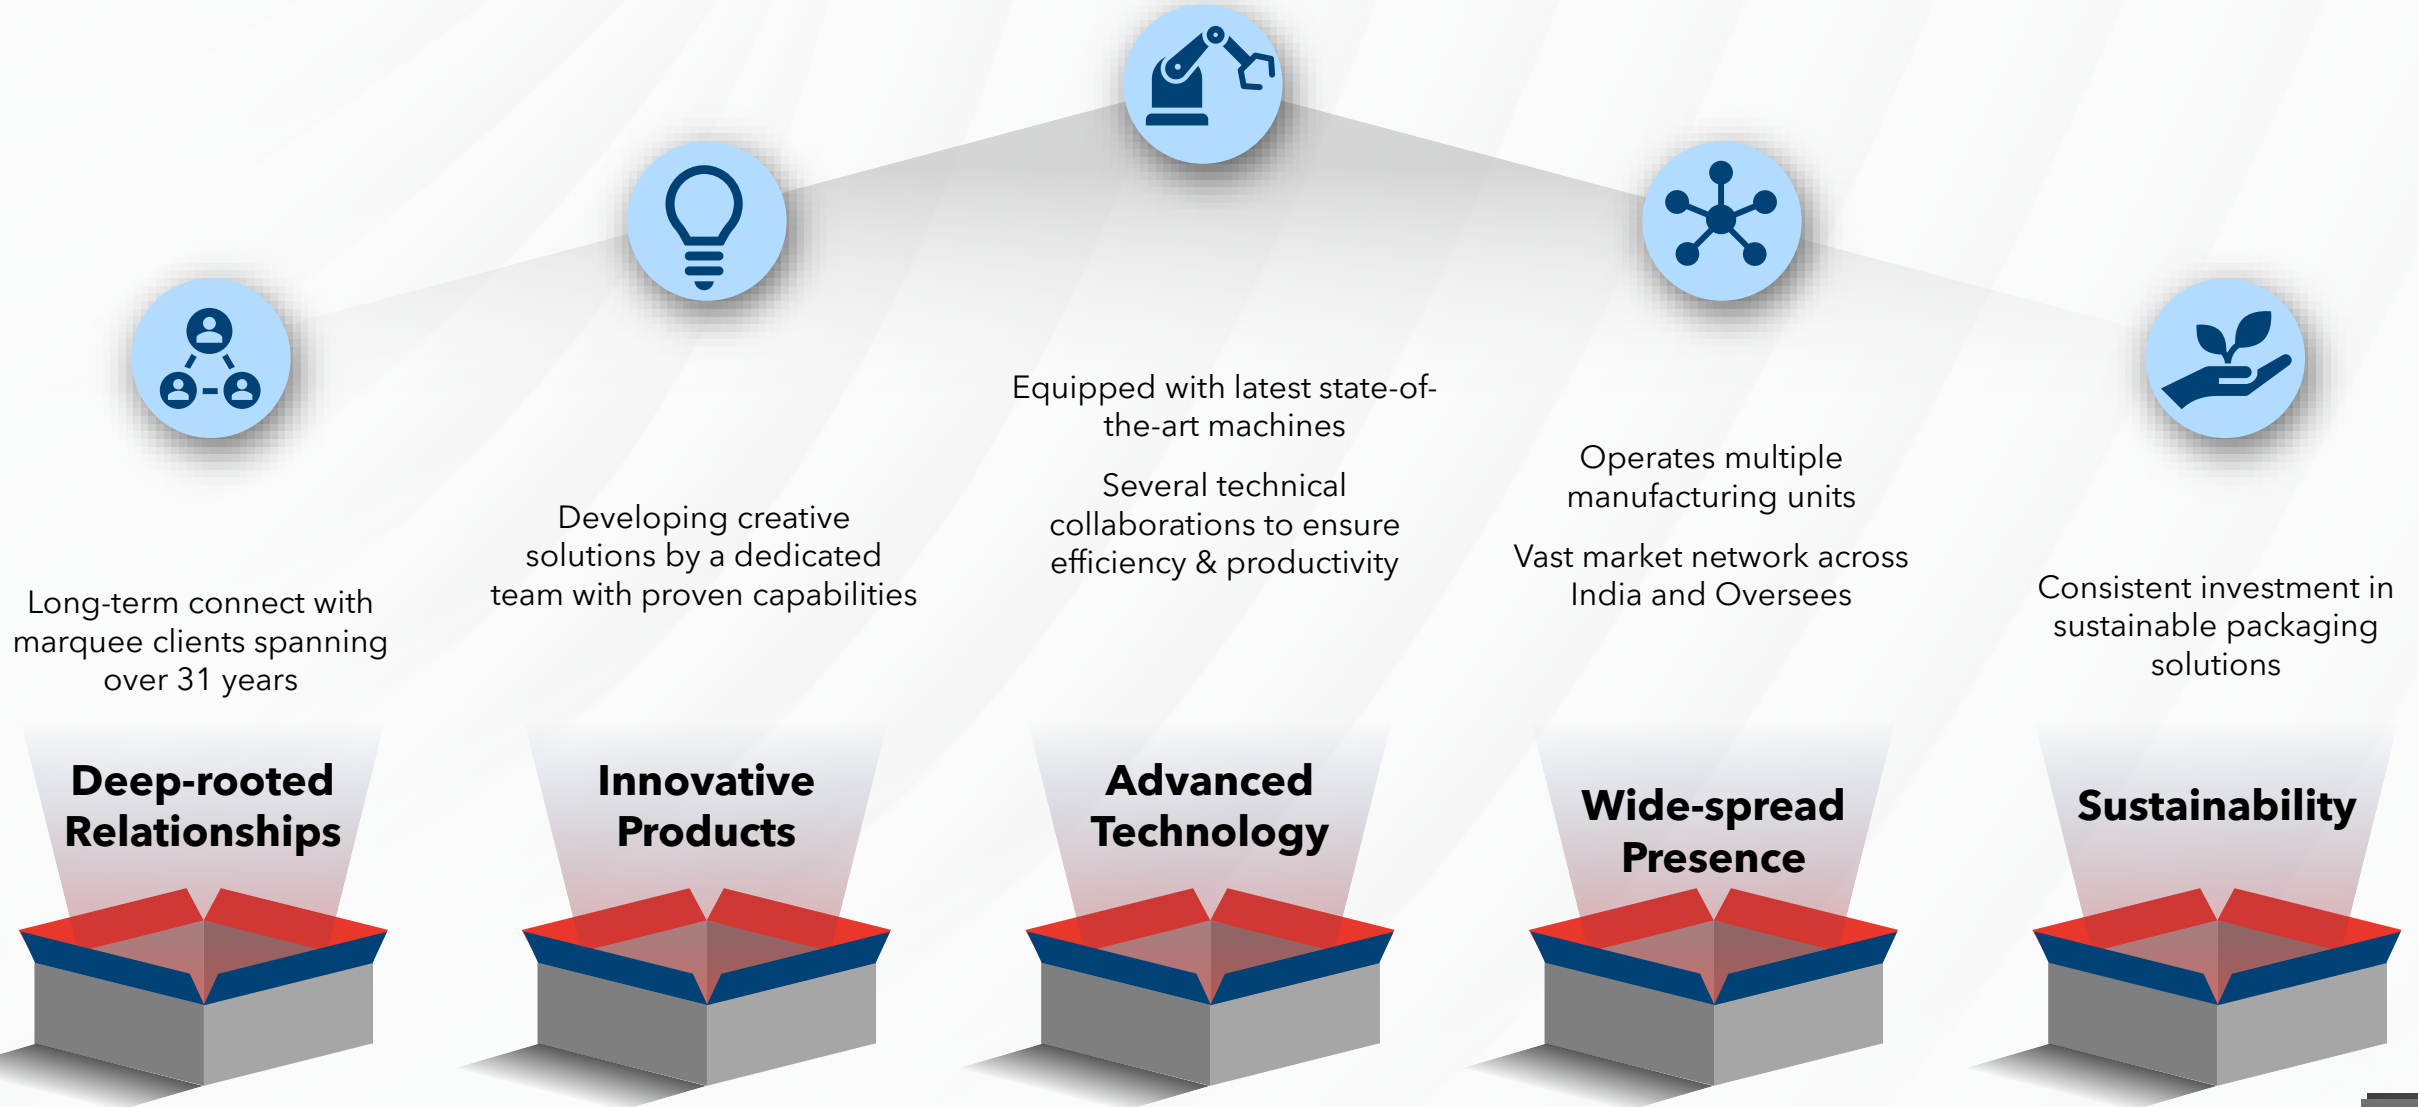 Long-term connect with
marquee clients spanning
over 31 years
Deep-rooted
Relationships
Developing creative
solutions by a dedicated
team with proven capabilities
Innovative
Products
Equipped with latest state-of-
the-art machines
Several technical
collaborations to ensure
efficiency & productivity
Advanced
Technology
Operates multiple
manufacturing units
Vast market network across
India and Oversees
Wide-spread
Presence
Consistent investment in
sustainable packaging
solutions
Sustainability